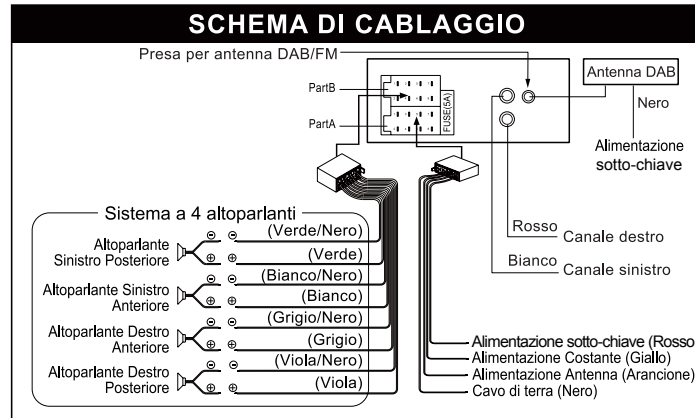 SCHEMA DI CABLAGGIO
Presa per antenna DAB/FM
PartB
PartA
FUSE(5A)
Antenna DAB
Nero
Alimentazione
sotto-chiave
Rosso
Canale destro
Bianco
Canale sinistro
Sistema a 4 altoparlanti
Altoparlante
Sinistro Posteriore
(Verde/Nero)
(Verde)
Altoparlante Sinistro
Anteriore
(Bianco/Nero)
(Bianco)
Altoparlante Destro
Anteriore
(Grigio/Nero)
(Grigio)
Altoparlante Destro
Posteriore
(Viola/Nero)
(Viola)
Alimentazione sotto-chiave (Rosso
Alimentazione Costante (Giallo)
Alimentazione Antenna (Arancione)
Cavo di terra (Nero)